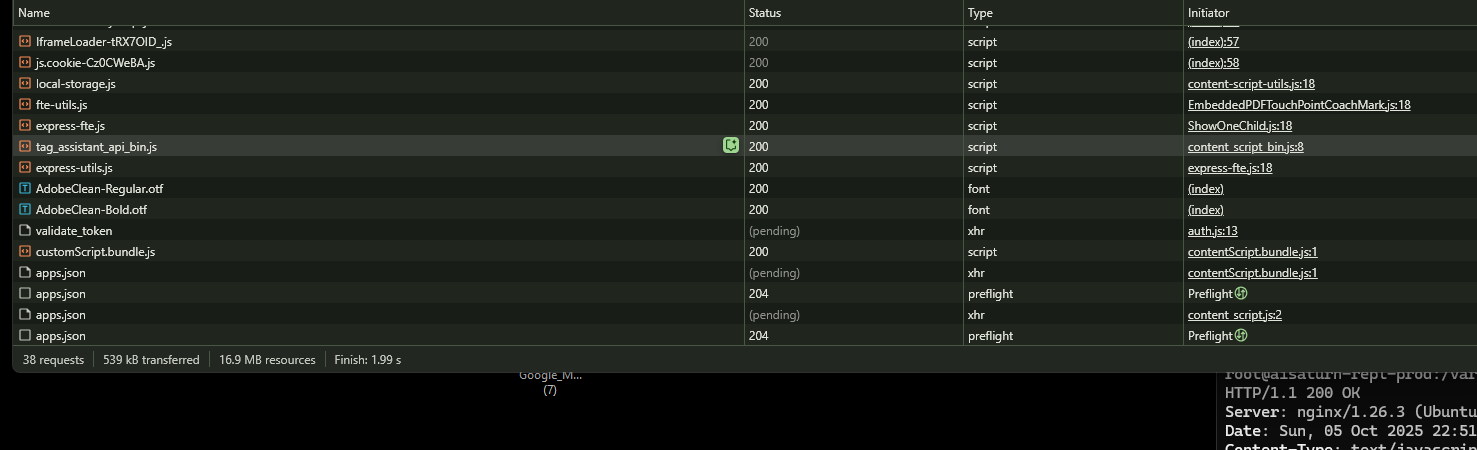 Name Status Type Initiator
IframeLoader-tRX7OID_.js 200 script (index):57
js.cookie-Cz0CWeBA.js 200 script (index):58
local-storage.js 200 script content-script-utils.js:18
fte-utils.js 200 script EmbeddedPDFTouchPointCoachMark.js:18
express-fte.js 200 script ShowOneChild.js:18
tag_assistant_api_bin.js 200 script content_script_bin.js:8
express-utils.js 200 script express-fte.js:18
AdobeClean-Regular.otf 200 font (index)
AdobeClean-Bold.otf 200 font (index)
validate_token (pending) xhr auth.js:13
customScript.bundle.js 200 script contentScript.bundle.js:1
apps.json (pending) xhr contentScript.bundle.js:1
apps.json 204 preflight Preflight
apps.json (pending) xhr content_script.js:2
apps.json 204 preflight Preflight
38 requests 539 kB transferred 16.9 MB resources Finish: 1.99 s
Google_M...
(7)
root@aisaturn-rept-prod:/var
HTTP/1.1 200 OK
Server: nginx/1.26.3 (Ubuntu
Date: Sun, 05 Oct 2025 22:51
Content-Type: text/javascrip